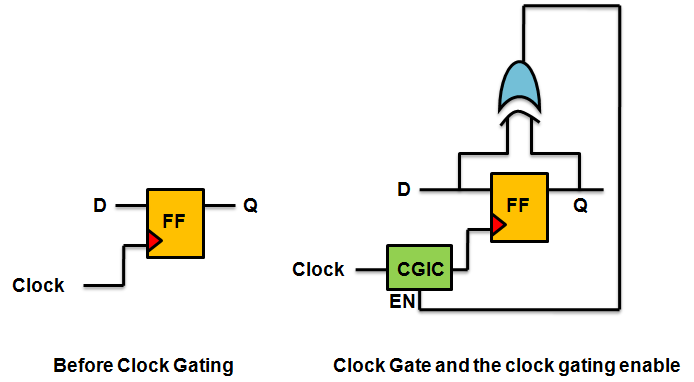 D
FF
Q
Clock
Before Clock Gating
D
FF
Q
Clock
CGIC
EN
Clock Gate and the clock gating enable